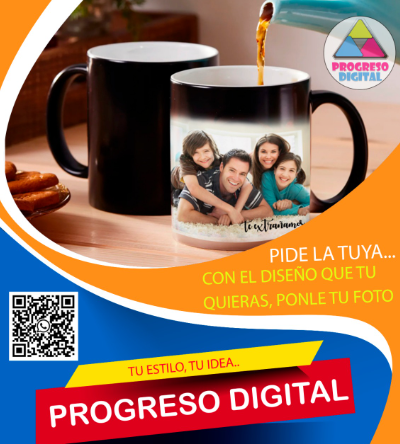 PROGRESO
DIGITAL
te extrañamos
PIDE LA TUYA...
CON EL DISEÑO QUE TU
QUIERAS, PONLE TU FOTO
TU ESTILO, TU IDEA..
PROGRESO DIGITAL